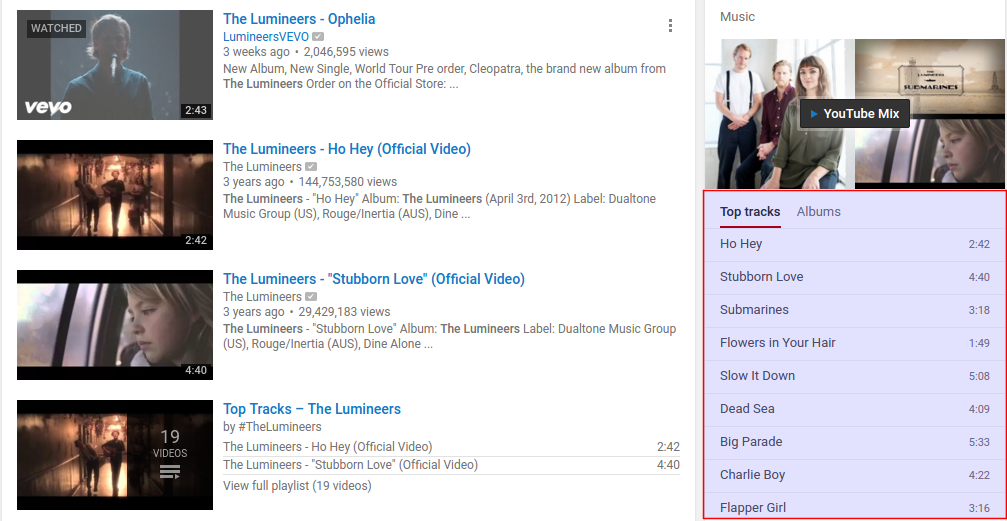 WATCHED
vevo
2:43
The Lumineers - Ophelia
LumineersVEVO
3 weeks ago • 2,046,595 views
New Album, New Single, World Tour Pre order, Cleopatra, the brand new album from
The Lumineers Order on the Official Store: ...
2:42
The Lumineers - Ho Hey (Official Video)
The Lumineers
3 years ago • 144,753,580 views
The Lumineers - "Ho Hey" Album: The Lumineers (April 3rd, 2012) Label: Dualtone
Music Group (US), Rouge/Inertia (AUS), Dine ...
4:40
The Lumineers - "Stubborn Love" (Official Video)
The Lumineers
3 years ago • 29,429,183 views
The Lumineers - "Stubborn Love" Album: The Lumineers Label: Dualtone Music Group
(US), Rouge/Inertia (AUS), Dine Alone ...
19
VIDEOS
Top Tracks – The Lumineers
by #TheLumineers
The Lumineers - Ho Hey (Official Video) 2:42
The Lumineers - "Stubborn Love" (Official Video) 4:40
View full playlist (19 videos)
Music
THE
LUMINEERS
SUBMARINES
YouTube Mix
Top tracks Albums
Ho Hey 2:42
Stubborn Love 4:40
Submarines 3:18
Flowers in Your Hair 1:49
Slow It Down 5:08
Dead Sea 4:09
Big Parade 5:33
Charlie Boy 4:22
Flapper Girl 3:16